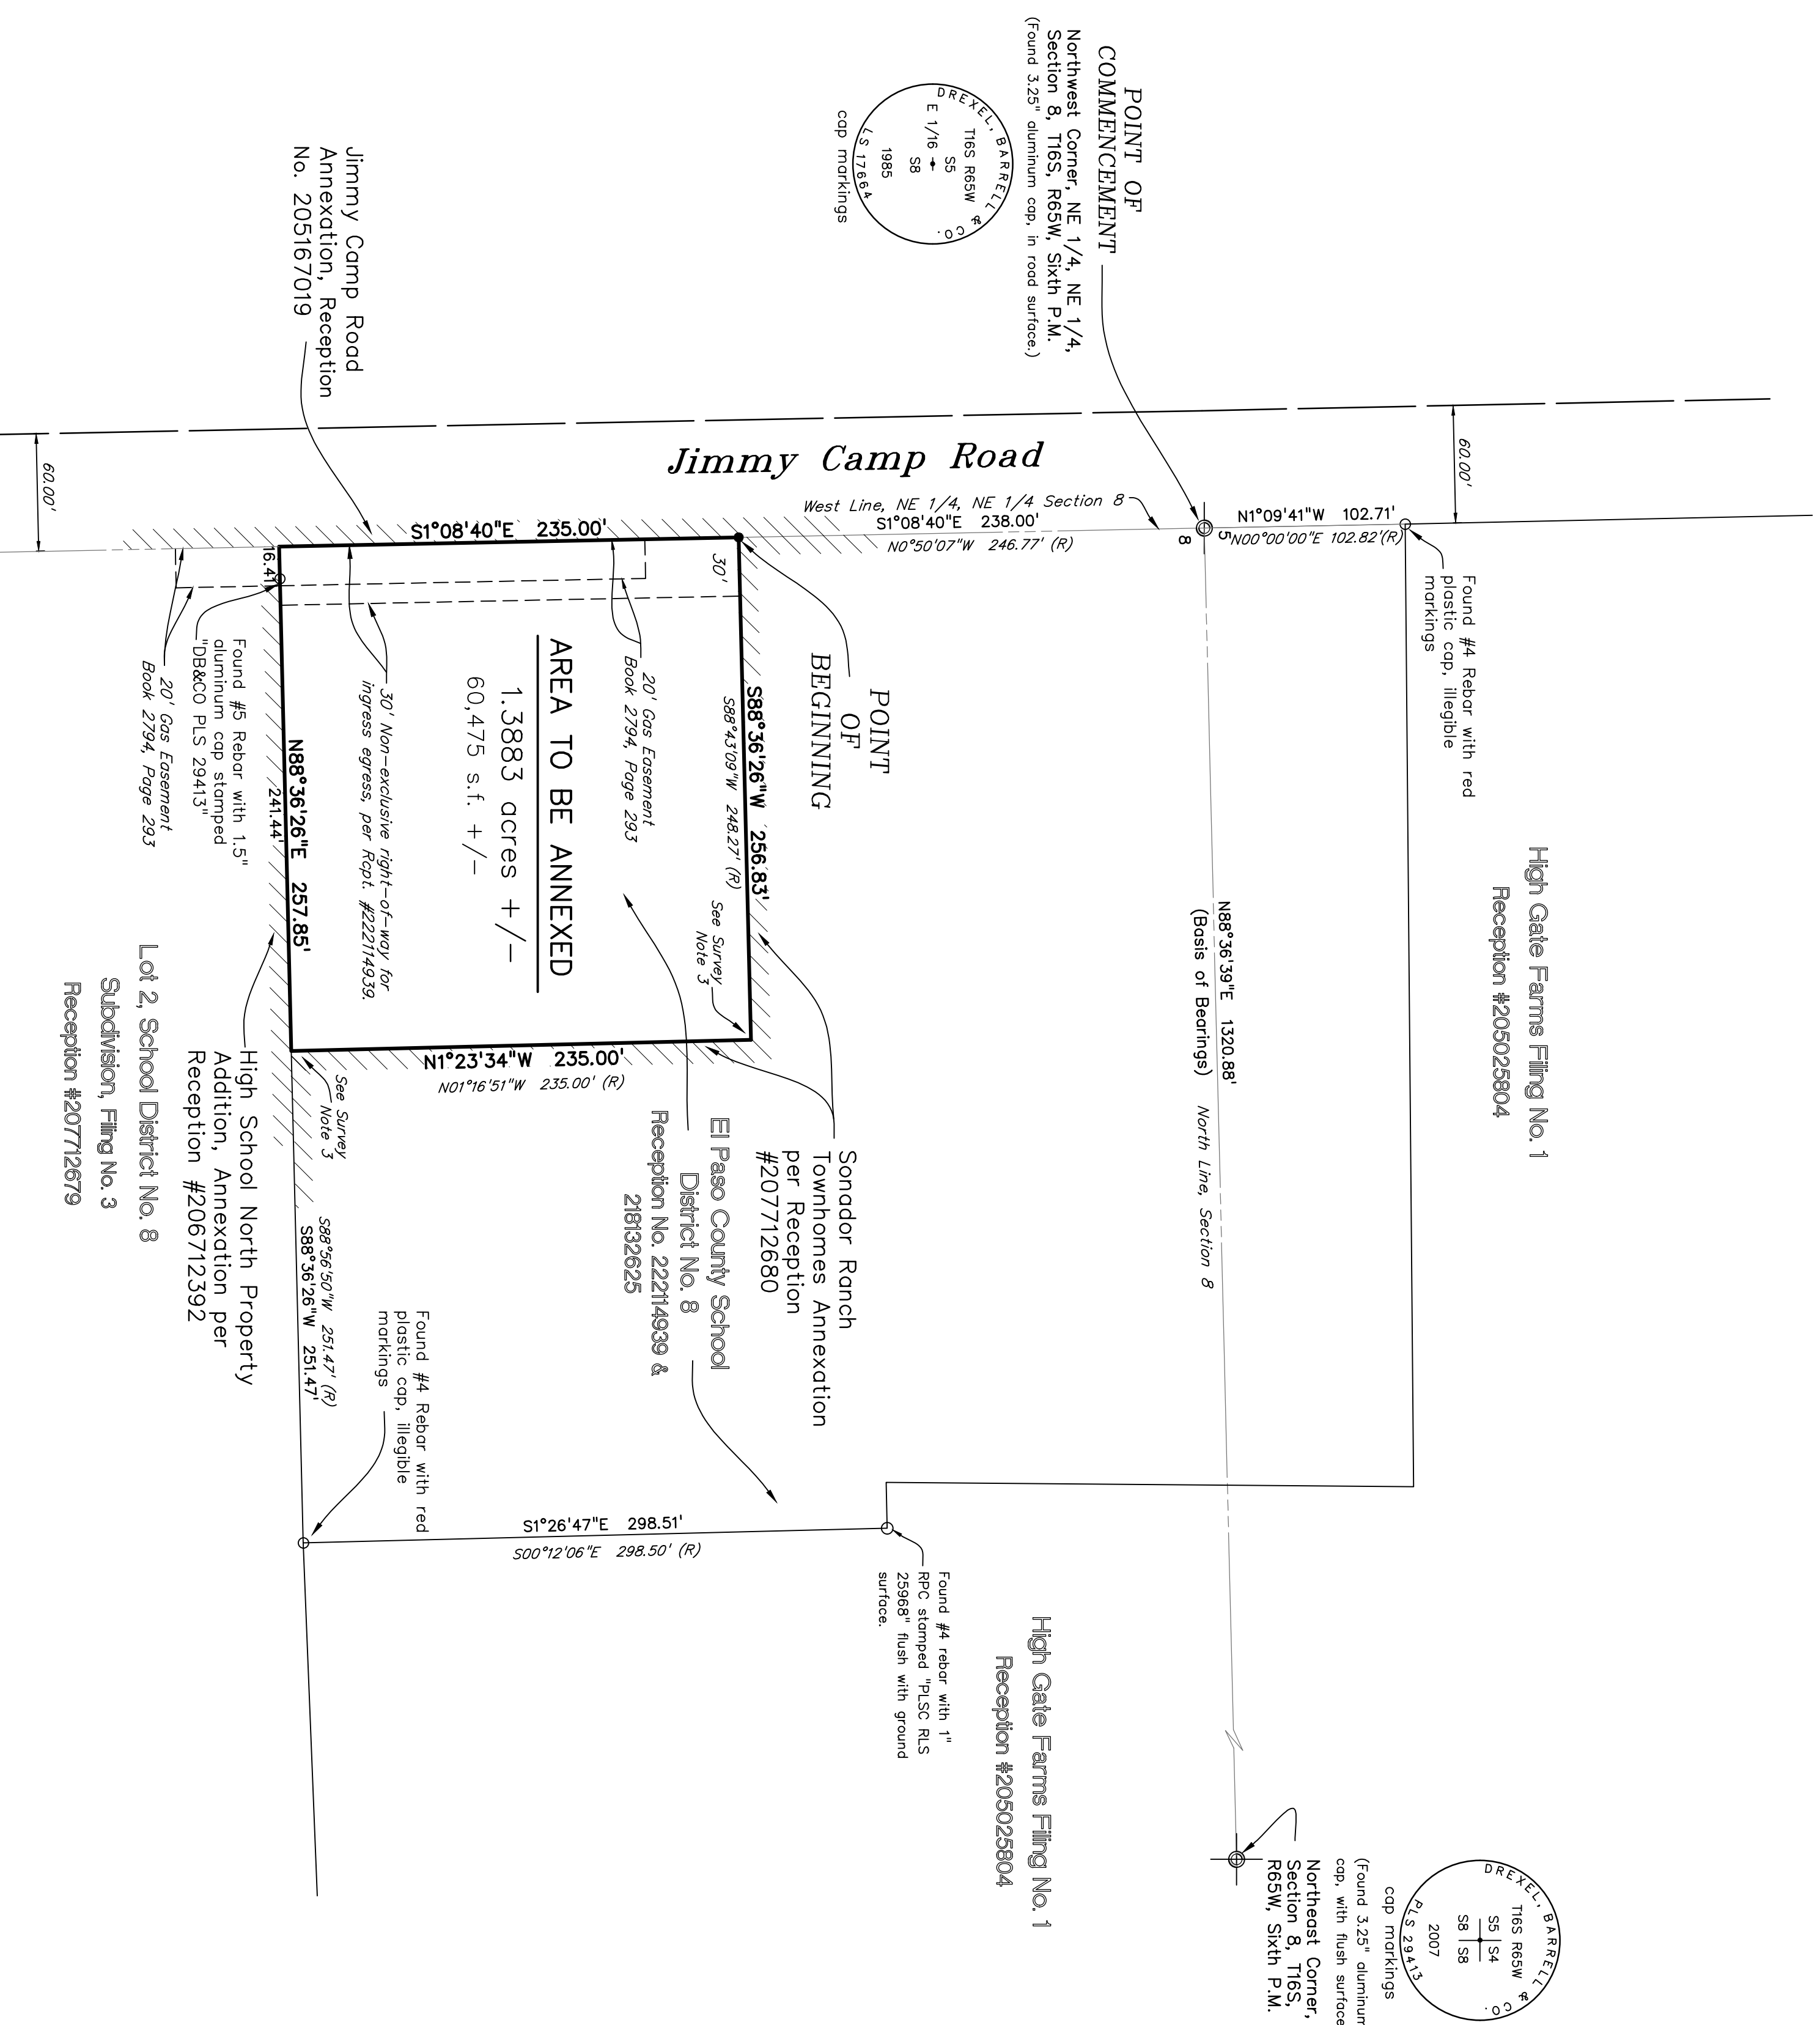 POINT OF
COMMENCEMENT
Northwest Corner, NE 1/4, NE 1/4,
Section 8, T16S, R65W, Sixth P.M.
(Found 3.25" aluminum cap, in road surface.)
DREXEL, BARRELL & CO.
T16S R65W
S5
E 1/16
S8
1985
LS 17664
cap markings
Jimmy Camp Road
Annexation, Reception
No. 205167019
60.00'
60.00'
Jimmy Camp Road
West Line, NE 1/4, NE 1/4 Section 8
S1°08'40"E 238.00'
N0°50'07"W 246.77' (R)
N1°09'41"W 102.71'
N00°00'00"E 102.82'(R)
5
8
Found #4 Rebar with red
plastic cap, illegible
markings
High Gate Farms Filing No. 1
Reception #205025804
N88°36'39"E 1320.88'
(Basis of Bearings)
North Line, Section 8
POINT
OF
BEGINNING
S1°08'40"E 235.00'
30'
16.41'
S88°36'26"W 256.83'
S88°43'09"W 248.27' (R)
See Survey
Note 3
20' Gas Easement
Book 2794, Page 293
AREA TO BE ANNEXED
1.3883 acres +/-
60,475 s.f. +/-
30' Non-exclusive right-of-way for
ingress egress, per Rcpt. #222114939.
N88°36'26"E 257.85'
241.44'
Found #5 Rebar with 1.5"
aluminum cap stamped
"DB&CO PLS 29413"
20' Gas Easement
Book 2794, Page 293
N1°23'34"W 235.00'
N01°16'51"W 235.00' (R)
See Survey
Note 3
Sonador Ranch
Townhomes Annexation
per Reception
#207712680
El Paso County School
District No. 8
Reception No. 222114939 &
218132625
High School North Property
Addition, Annexation per
Reception #206712392
Lot 2, School District No. 8
Subdivision, Filing No. 3
Reception #207712679
S88°56'50"W 251.47' (R)
S88°36'26"W 251.47'
Found #4 Rebar with red
plastic cap, illegible
markings
S1°26'47"E 298.51'
S00°12'06"E 298.50' (R)
Found #4 rebar with 1"
RPC stamped "PLSC RLS
25968" flush with ground
surface.
High Gate Farms Filing No. 1
Reception #205025804
DREXEL, BARRELL & CO.
T16S R65W
S5 S4
S8 S8
2007
PLS 29413
cap markings
(Found 3.25" aluminum
cap, with flush surface
Northeast Corner,
Section 8, T16S,
R65W, Sixth P.M.